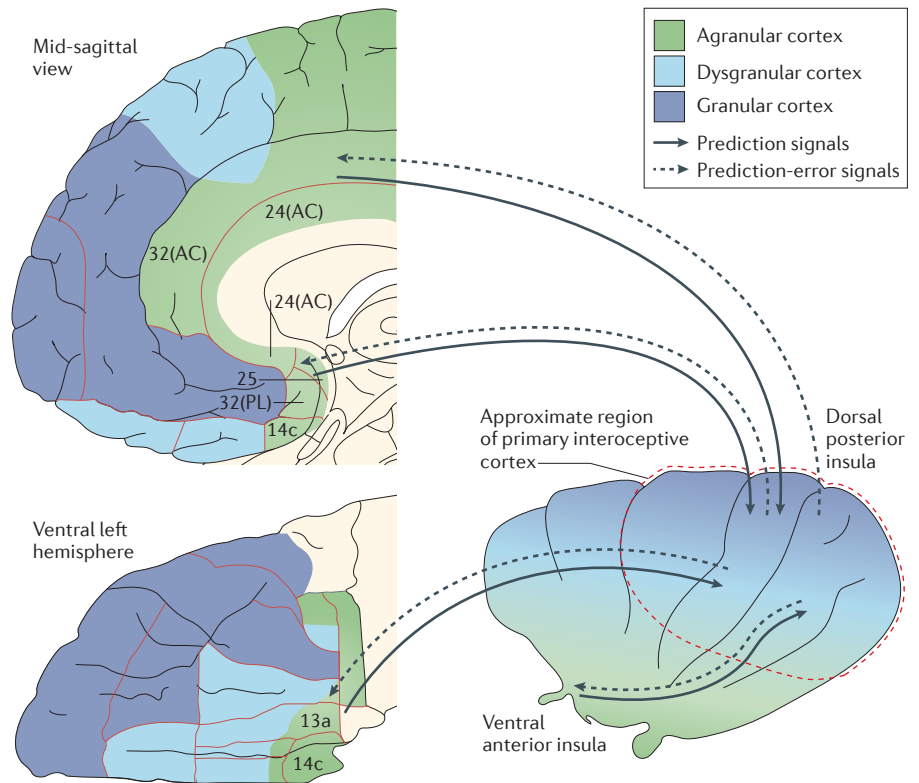 Mid-sagittal
view
Agranular cortex
Dysgranular cortex
Granular cortex
Prediction signals
Prediction-error signals
24(AC)
32(AC)
24(AC)
25
32(PL)
14c
Approximate region
of primary interoceptive
cortex
Dorsal
posterior
insula
Ventral left
hemisphere
13a
14c
Ventral
anterior insula